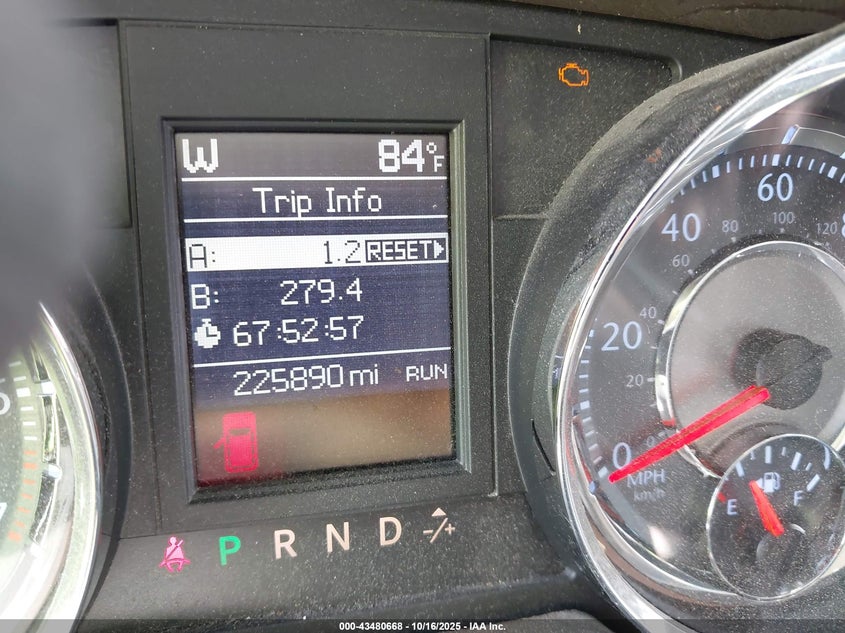 W 84°F
Trip Info
A: 1.2 RESET
B: 279.4
67:52:57
225890 mi RUN
P R N D -/+
0 20 40 60 8
20 40 60 80 100 120
MPH
km/h
E F
000-43480668 - 10/16/2025 - IAA Inc.